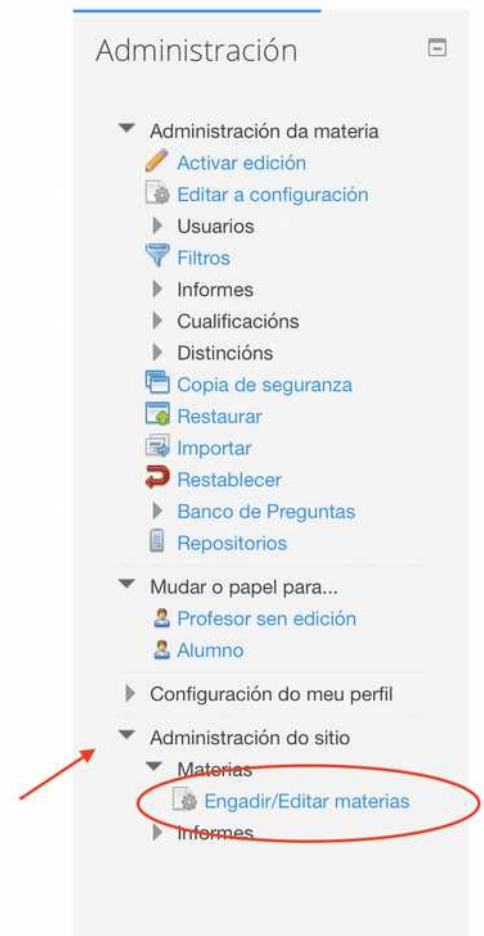 Administración
Administración da materia
Activar edición
Editar a configuración
Usuarios
Filtros
Informes
Cualificacións
Distincións
Copia de seguranza
Restaurar
Importar
Restablecer
Banco de Preguntas
Repositorios
Mudar o papel para...
Profesor sen edición
Alumno
Configuración do meu perfil
Administración do sitio
Materias
Engadir/Editar materias
Informes